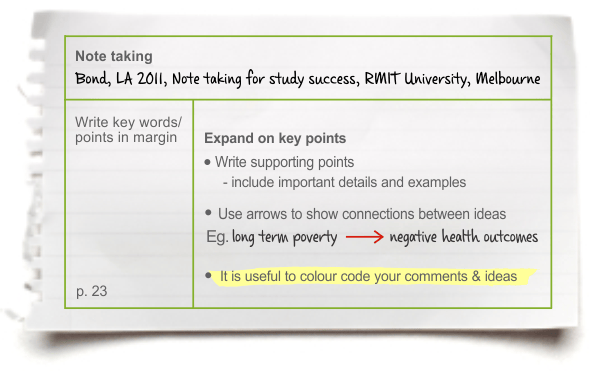 Note taking
Bond, LA 2011, Note taking for study success, RMIT University, Melbourne
Write key words/
points in margin
p. 23
Expand on key points
• Write supporting points
- include important details and examples
• Use arrows to show connections between ideas
Eg. long term poverty → negative health outcomes
• It is useful to colour code your comments & ideas